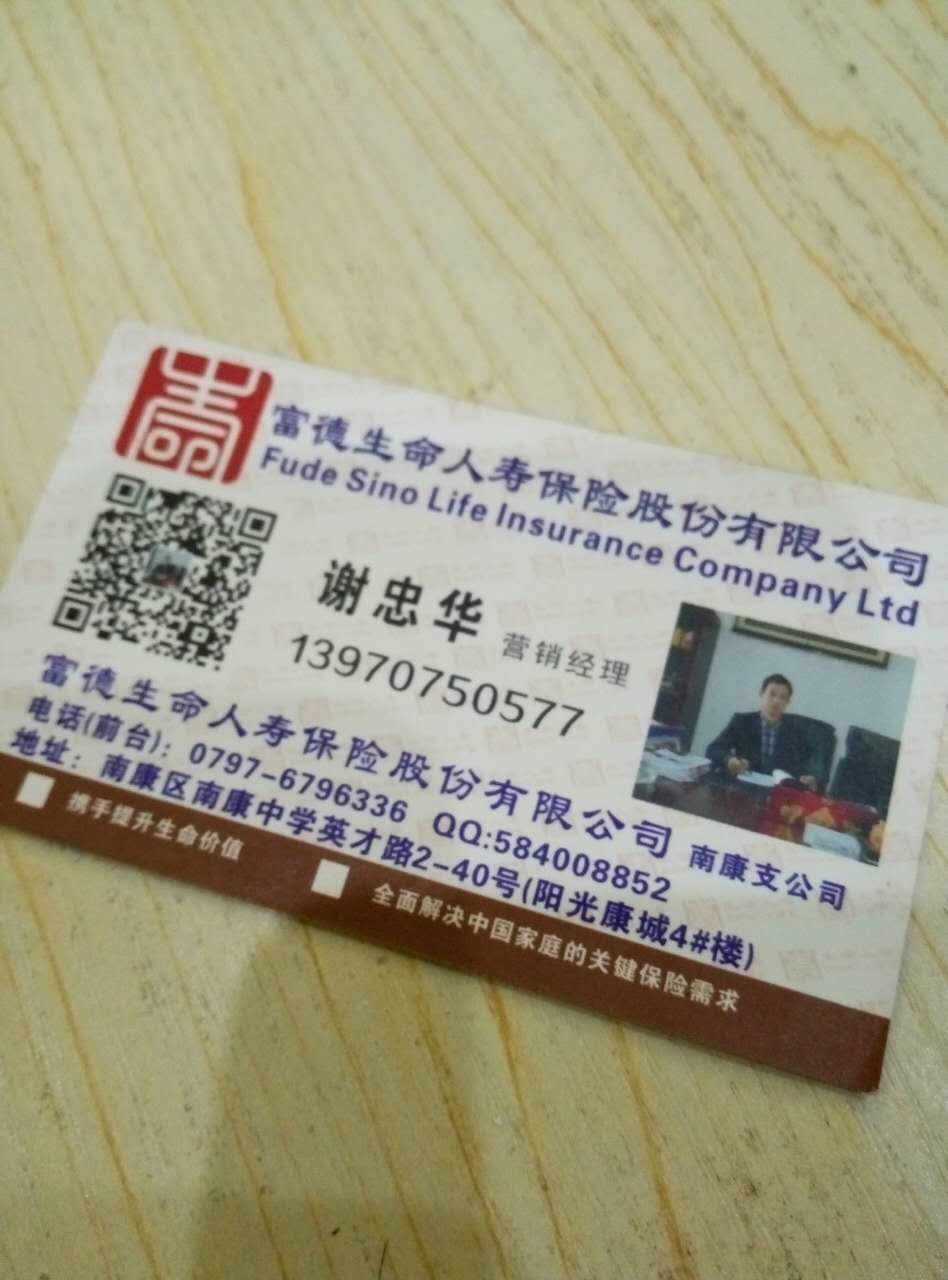 富德生命人寿保险股份有限公司
Fude Sino Life Insurance Company Ltd
谢忠华 营销经理
13970750577
富德生命人寿保险股份有限公司 南康支公司
电话(前台)：0797-6796336 QQ:584008852
地址：南康区南康中学英才路2-40号(阳光康城4#楼)
携手提升生命价值 全面解决中国家庭的关键保险需求